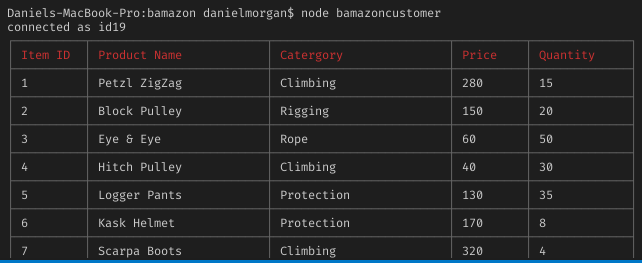 Daniels-MacBook-Pro:bamazon danielmorgan$ node bamazoncustomer
connected as id19
Item ID Product Name Catergory Price Quantity
1 Petzl ZigZag Climbing 280 15
2 Block Pulley Rigging 150 20
3 Eye & Eye Rope 60 50
4 Hitch Pulley Climbing 40 30
5 Logger Pants Protection 130 35
6 Kask Helmet Protection 170 8
7 Scarpa Boots Climbing 320 4